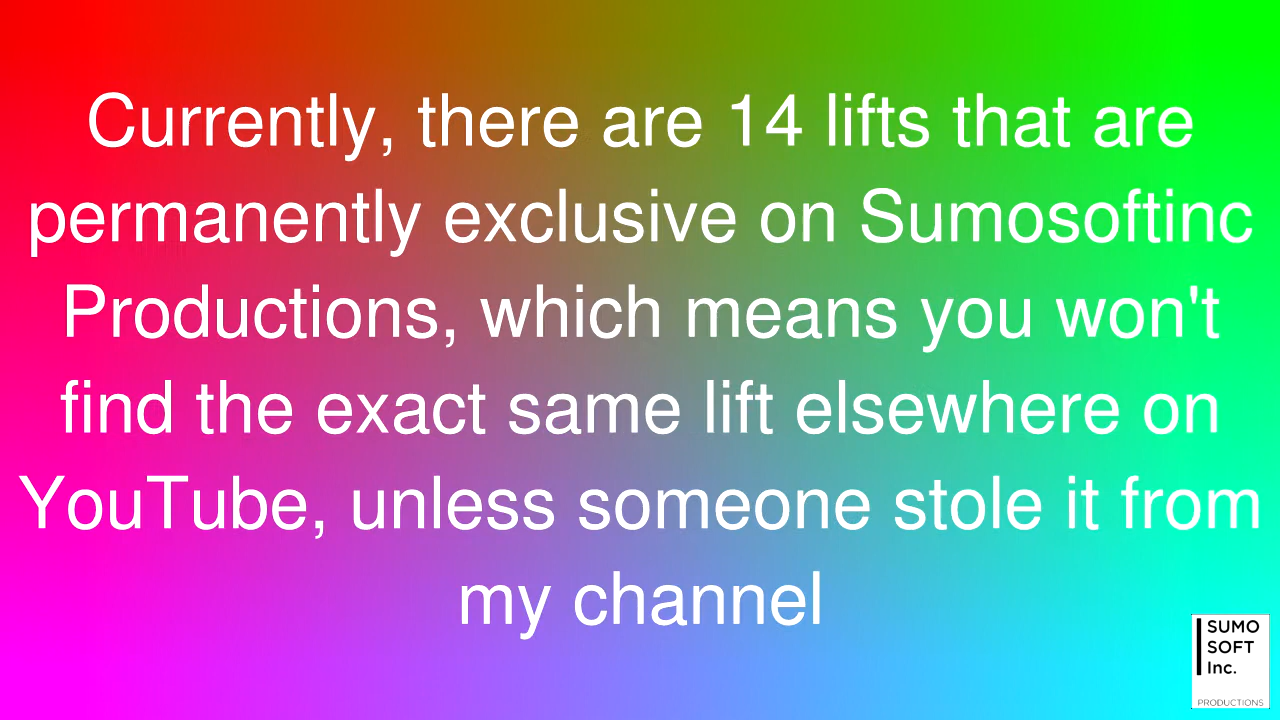 Currently, there are 14 lifts that are
permanently exclusive on Sumosoftinc
Productions, which means you won't
find the exact same lift elsewhere on
YouTube, unless someone stole it from
my channel
SUMO
SOFT
Inc.
PRODUCTIONS